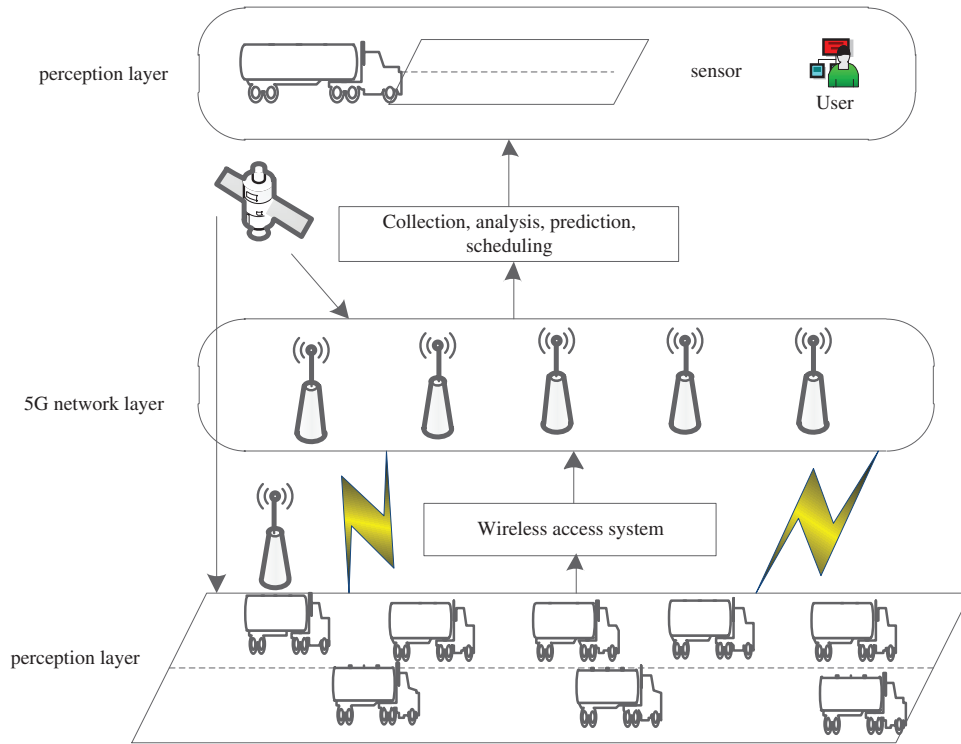 perception layer
sensor
User
Collection, analysis, prediction,
scheduling
5G network layer
Wireless access system
perception layer